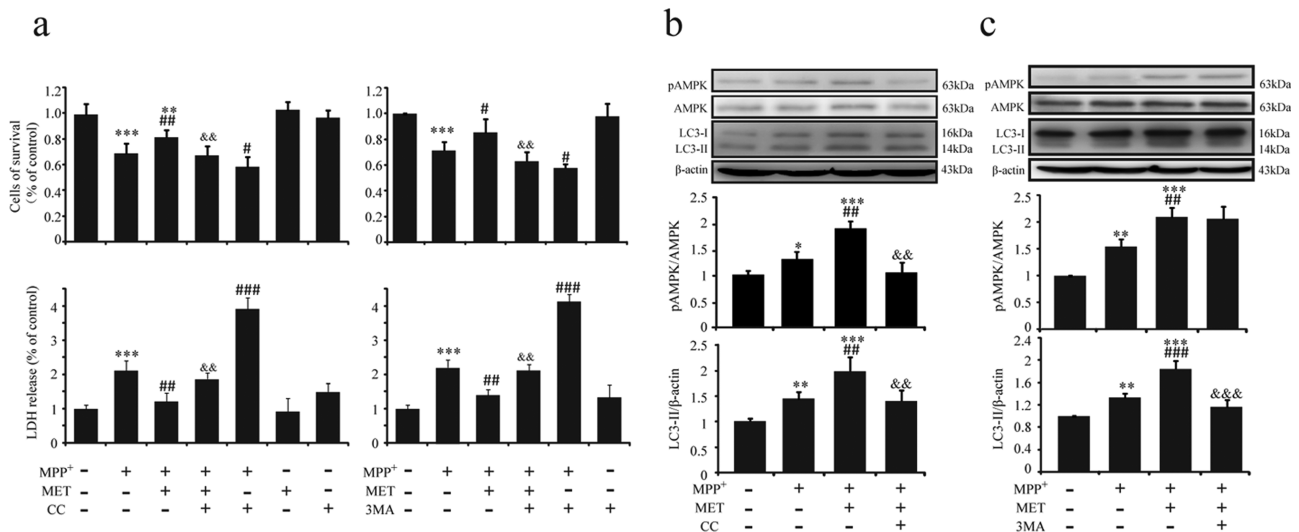 a
b
c
Cells of survival
(% of control)
1.2
1.0
0.8
0.6
0.4
0.2
0
***
**
##
&&
#
1.2
1.0
0.8
0.6
0.4
0.2
0
***
#
&&
#
LDH release (% of control)
4
3
2
1
0
***
##
&&
###
4
3
2
1
0
***
##
&&
###
MPP+ - + + + + - -
MET - - + + - + -
CC - - - + + - +
MPP+ - + + + + -
MET - - + + - -
3MA - - - + + +
pAMPK 63kDa
AMPK 63kDa
LC3-I 16kDa
LC3-II 14kDa
β-actin 43kDa
pAMPK/AMPK
2.5
2
1.5
1
0.5
0
*
***
##
&&
LC3-II/β-actin
2.5
2
1.5
1
0.5
0
**
***
##
&&
MPP+ - + + +
MET - - + +
CC - - - +
pAMPK 63kDa
AMPK 63kDa
LC3-I 16kDa
LC3-II 14kDa
β-actin 43kDa
pAMPK/AMPK
2.5
2
1.5
1
0.5
0
**
***
##
LC3-II/β-actin
2.4
2
1.6
1.2
0.8
0.4
0
**
***
###
&&&
MPP+ - + + +
MET - - + +
3MA - - - +